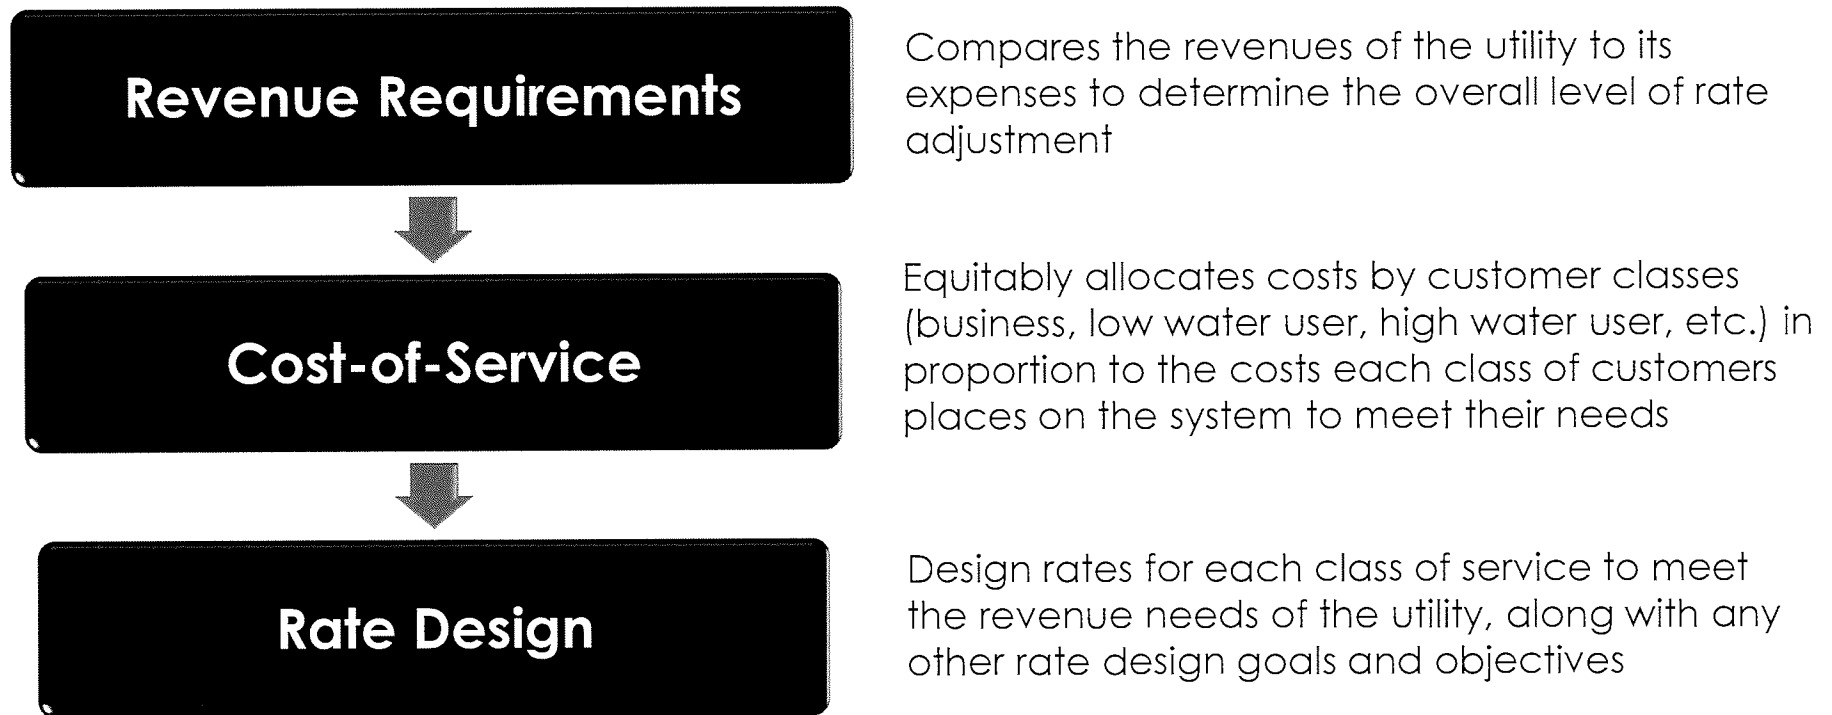 Revenue Requirements
Compares the revenues of the utility to its
expenses to determine the overall level of rate
adjustment
Cost-of-Service
Equitably allocates costs by customer classes
(business, low water user, high water user, etc.) in
proportion to the costs each class of customers
places on the system to meet their needs
Rate Design
Design rates for each class of service to meet
the revenue needs of the utility, along with any
other rate design goals and objectives